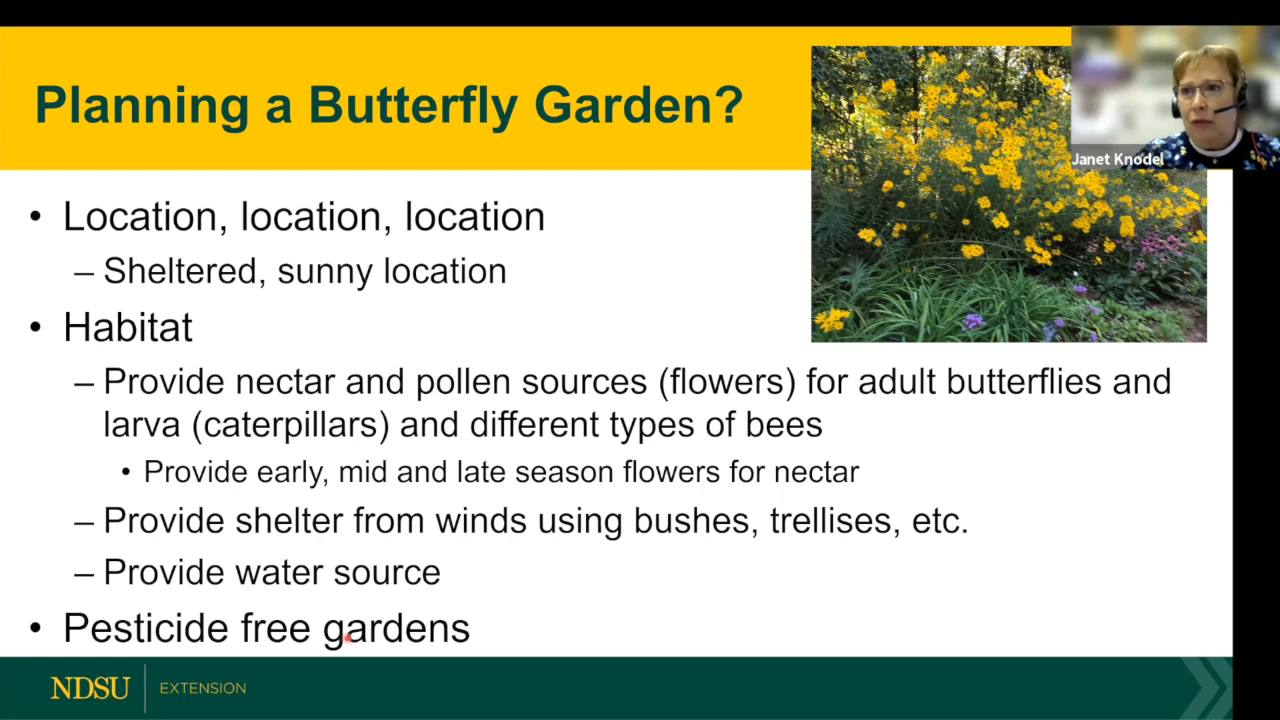 Planning a Butterfly Garden?
Janet Knodel
• Location, location, location
– Sheltered, sunny location
• Habitat
– Provide nectar and pollen sources (flowers) for adult butterflies and
larva (caterpillars) and different types of bees
• Provide early, mid and late season flowers for nectar
– Provide shelter from winds using bushes, trellises, etc.
– Provide water source
• Pesticide free gardens
NDSU EXTENSION